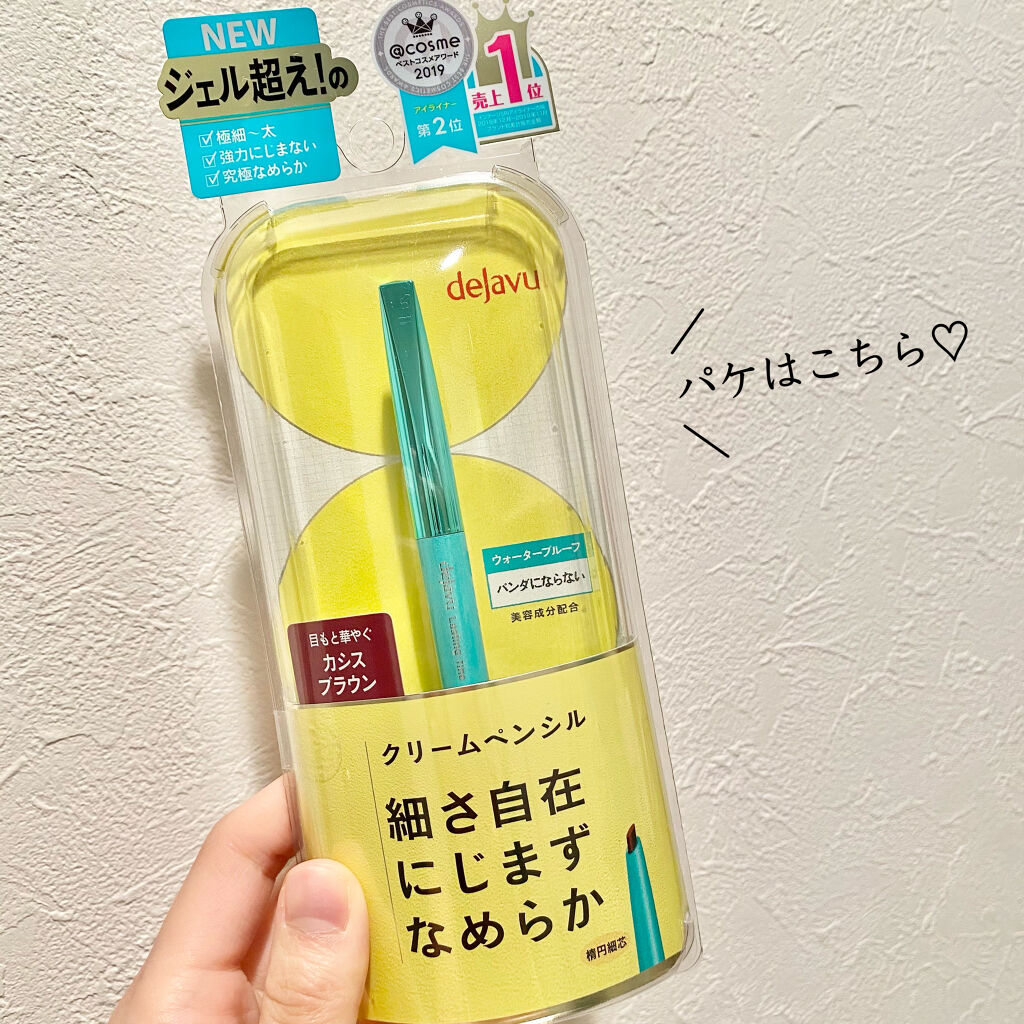 NEW
ジェル超え!の
極細〜太
強力ににじまない
究極なめらか
@cosme
ベストコスメアワード
2019
アイライナー
第2位
売上1位
deJavu
パケはこちら♡
ウォータープルーフ
パンダにならない
美容成分配合
目もと華やぐ
カシス
ブラウン
クリームペンシル
細さ自在
にじまず
なめらか
楕円細芯